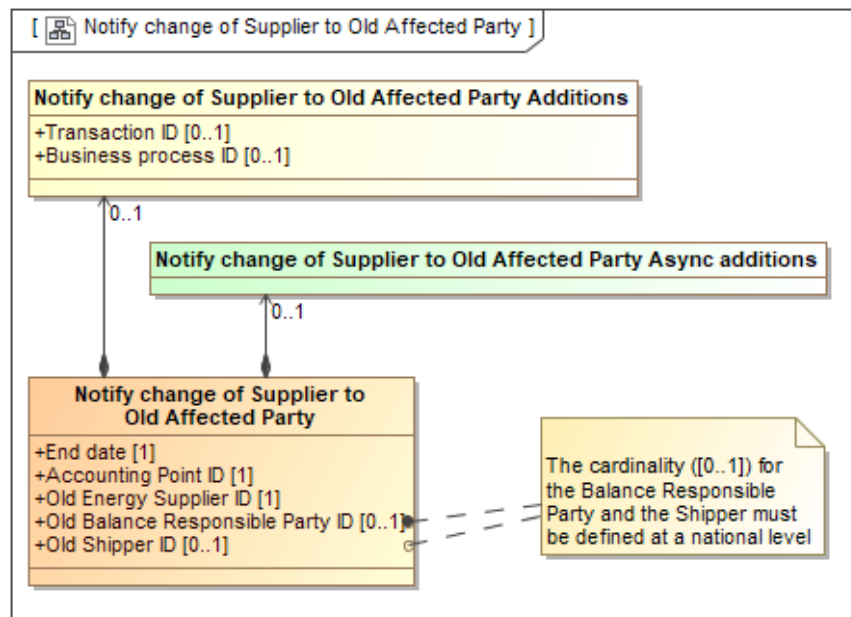 [ Notify change of Supplier to Old Affected Party ]
Notify change of Supplier to Old Affected Party Additions
+Transaction ID [0..1]
+Business process ID [0..1]
0..1
Notify change of Supplier to Old Affected Party Async additions
0..1
Notify change of Supplier to
Old Affected Party
+End date [1]
+Accounting Point ID [1]
+Old Energy Supplier ID [1]
+Old Balance Responsible Party ID [0..1]
+Old Shipper ID [0..1]
The cardinality ([0..1]) for
the Balance Responsible
Party and the Shipper must
be defined at a national level